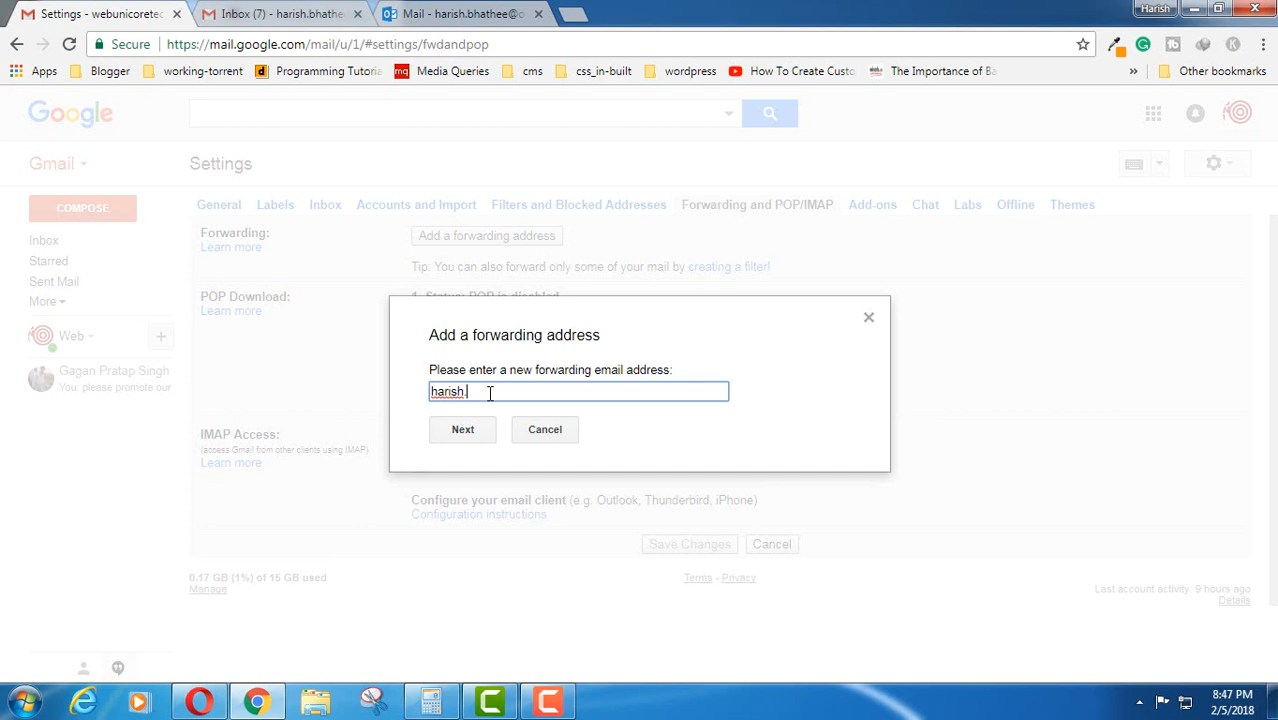 Settings - webunicoretec
Inbox (7) - harish.bhathee
Mail - harish.bhathee@o
Harish
Secure
https://mail.google.com/mail/u/1/#settings/fwdandpop
Apps
Blogger
working-torrent
Programming Tutoria
Media Queries
cms
css_in-built
wordpress
How To Create Custo
The Importance of Ba
»
Other bookmarks
Google
Gmail
Settings
COMPOSE
General
Labels
Inbox
Accounts and Import
Filters and Blocked Addresses
Forwarding and POP/IMAP
Add-ons
Chat
Labs
Offline
Themes
Inbox
Starred
Sent Mail
More
Web
Gagan Pratap Singh
You: please promote our
Forwarding:
Learn more
Add a forwarding address
Tip: You can also forward only some of your mail by creating a filter!
POP Download:
Learn more
1. Status: POP is disabled
Add a forwarding address
Please enter a new forwarding email address:
harish.
Next
Cancel
IMAP Access:
(access Gmail from other clients using IMAP)
Learn more
Configure your email client (e.g. Outlook, Thunderbird, iPhone)
Configuration instructions
Save Changes
Cancel
0.17 GB (1%) of 15 GB used
Manage
Terms - Privacy
Last account activity: 9 hours ago
Details
8:47 PM
2/5/2018